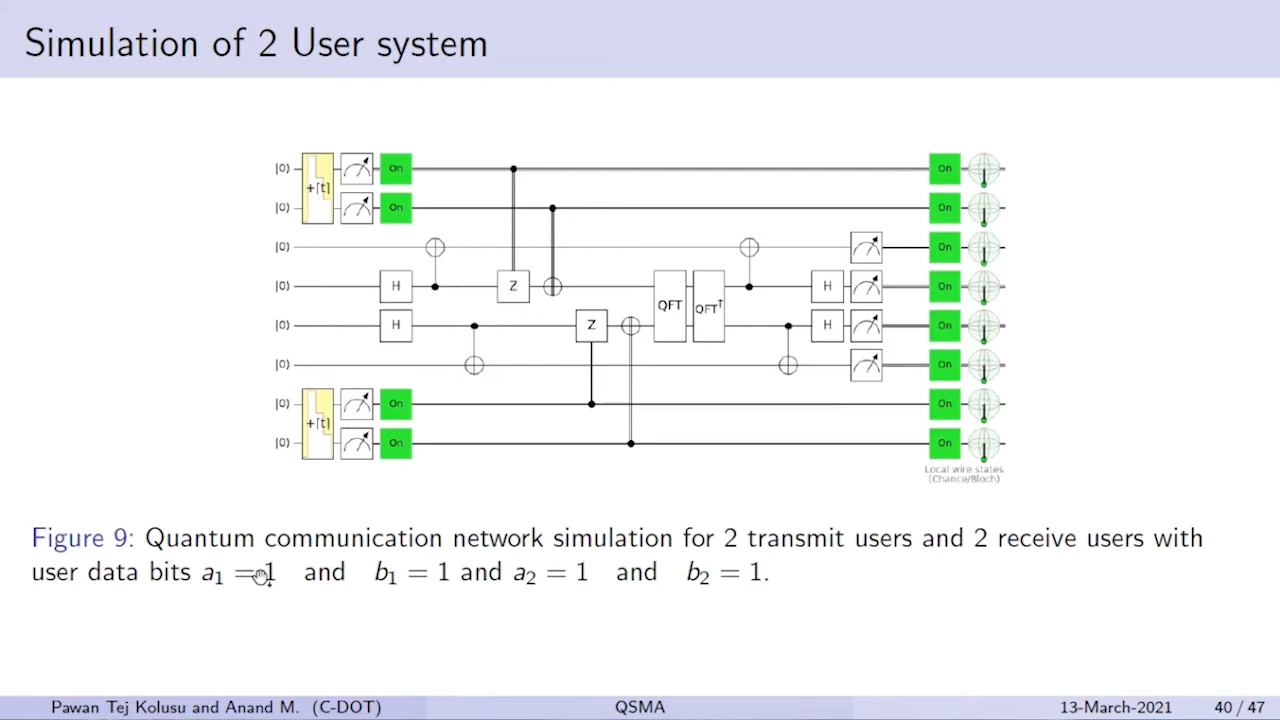 Simulation of 2 User system
|0⟩ +[t] On On
|0⟩ On On
|0⟩ On
|0⟩ H Z QFT QFT† H On
|0⟩ H Z H On
|0⟩ On
|0⟩ +[t] On On
|0⟩ On On
Local wire states
(Chance/Bloch)
Figure 9: Quantum communication network simulation for 2 transmit users and 2 receive users with
user data bits a₁ = 1 and b₁ = 1 and a₂ = 1 and b₂ = 1.
Pawan Tej Kolusu and Anand M. (C-DOT) QSMA 13-March-2021 40 / 47